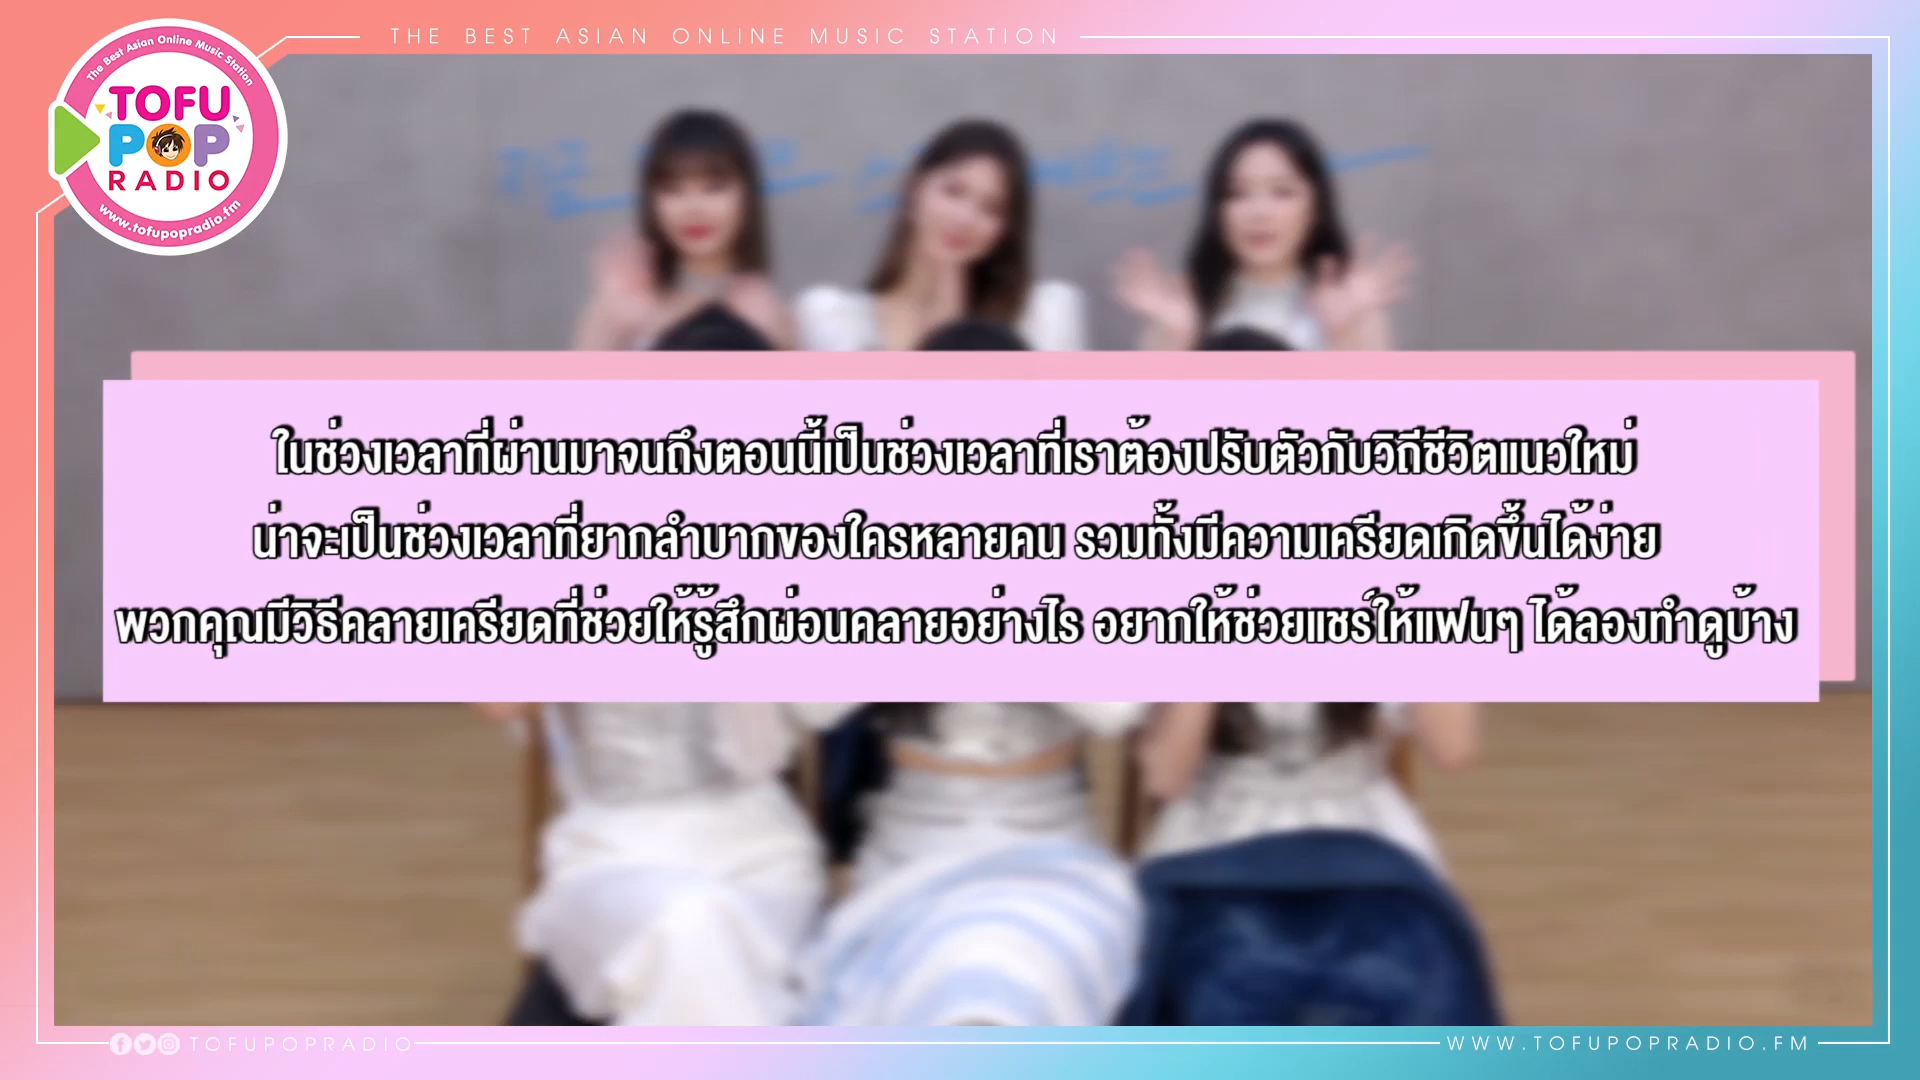 THE BEST ASIAN ONLINE MUSIC STATION
The Best Asian Online Music Station
TOFU
POP
RADIO
www.tofupopradio.fm
ในช่วงเวลาที่ผ่านมาจนถึงตอนนี้เป็นช่วงเวลาที่เราต้องปรับตัวกับวิถีชีวิตแนวใหม่
น่าจะเป็นช่วงเวลาที่ยากลำบากของใครหลายคน รวมทั้งมีความเครียดเกิดขึ้นได้ง่าย
พวกคุณมีวิธีคลายเครียดที่ช่วยให้รู้สึกผ่อนคลายอย่างไร อยากให้ช่วยแชร์ให้แฟนๆ ได้ลองทำดูบ้าง
TOFUPOPRADIO
WWW.TOFUPOPRADIO.FM